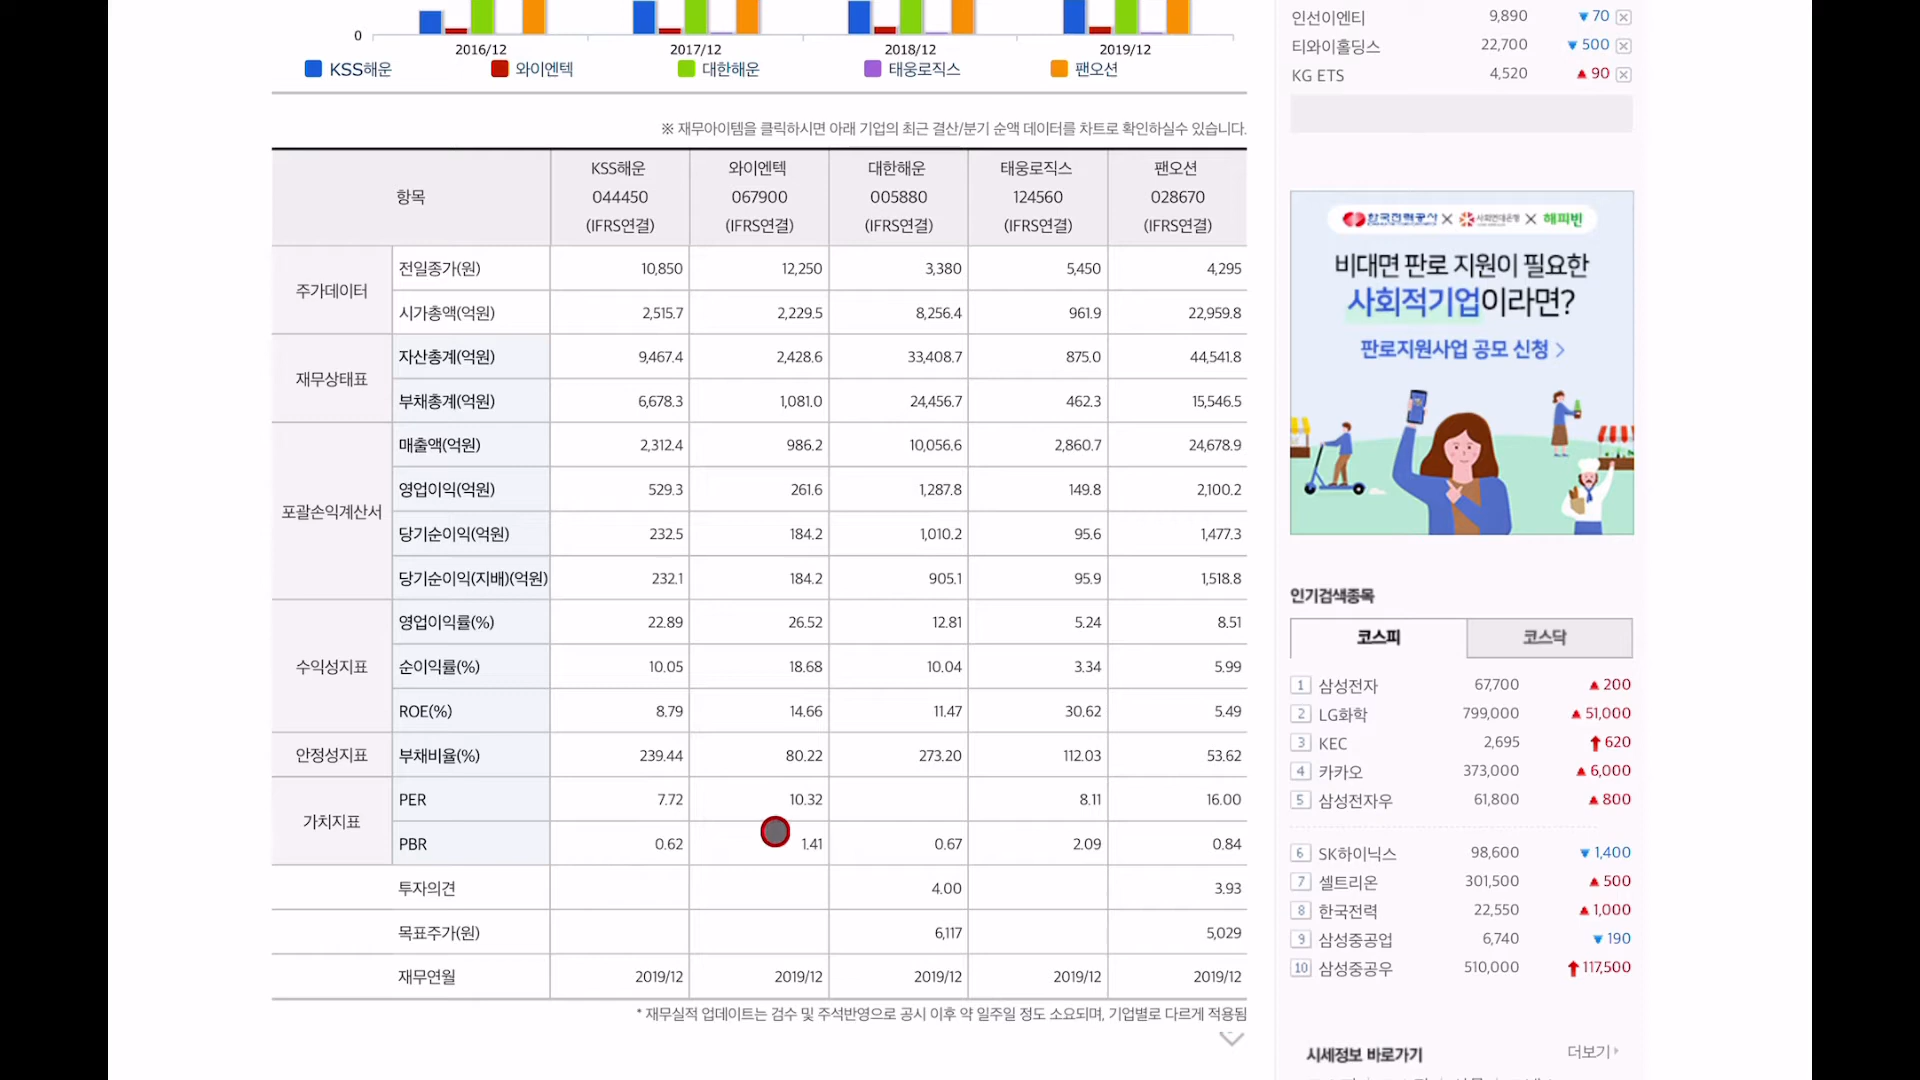 0
2016/12 2017/12 2018/12 2019/12
KSS해운 와이엔텍 대한해운 태웅로직스 팬오션
※ 재무아이템을 클릭하시면 아래 기업의 최근 결산/분기 순액 데이터를 차트로 확인하실수 있습니다.
항목
KSS해운 와이엔텍 대한해운 태웅로직스 팬오션
044450 067900 005880 124560 028670
(IFRS연결) (IFRS연결) (IFRS연결) (IFRS연결) (IFRS연결)
주가데이터
전일종가(원) 10,850 12,250 3,380 5,450 4,295
시가총액(억원) 2,515.7 2,229.5 8,256.4 961.9 22,959.8
재무상태표
자산총계(억원) 9,467.4 2,428.6 33,408.7 875.0 44,541.8
부채총계(억원) 6,678.3 1,081.0 24,456.7 462.3 15,546.5
포괄손익계산서
매출액(억원) 2,312.4 986.2 10,056.6 2,860.7 24,678.9
영업이익(억원) 529.3 261.6 1,287.8 149.8 2,100.2
당기순이익(억원) 232.5 184.2 1,010.2 95.6 1,477.3
당기순이익(지배)(억원) 232.1 184.2 905.1 95.9 1,518.8
수익성지표
영업이익률(%) 22.89 26.52 12.81 5.24 8.51
순이익률(%) 10.05 18.68 10.04 3.34 5.99
ROE(%) 8.79 14.66 11.47 30.62 5.49
안정성지표
부채비율(%) 239.44 80.22 273.20 112.03 53.62
가치지표
PER 7.72 10.32 8.11 16.00
PBR 0.62 1.41 0.67 2.09 0.84
투자의견 4.00 3.93
목표주가(원) 6,117 5,029
재무연월 2019/12 2019/12 2019/12 2019/12 2019/12
* 재무실적 업데이트는 검수 및 주석반영으로 공시 이후 약 일주일 정도 소요되며, 기업별로 다르게 적용됨
인선이엔티 9,890 ▼70
티와이홀딩스 22,700 ▼500
KG ETS 4,520 ▲90
한국전력공사 X 사회연대은행 X 해피빈
비대면 판로 지원이 필요한
사회적기업이라면?
판로지원사업 공모 신청 >
인기검색종목
코스피 코스닥
1 삼성전자 67,700 ▲200
2 LG화학 799,000 ▲51,000
3 KEC 2,695 ↑620
4 카카오 373,000 ▲6,000
5 삼성전자우 61,800 ▲800
6 SK하이닉스 98,600 ▼1,400
7 셀트리온 301,500 ▲500
8 한국전력 22,550 ▲1,000
9 삼성중공업 6,740 ▼190
10 삼성중공우 510,000 ↑117,500
시세정보 바로가기 더보기